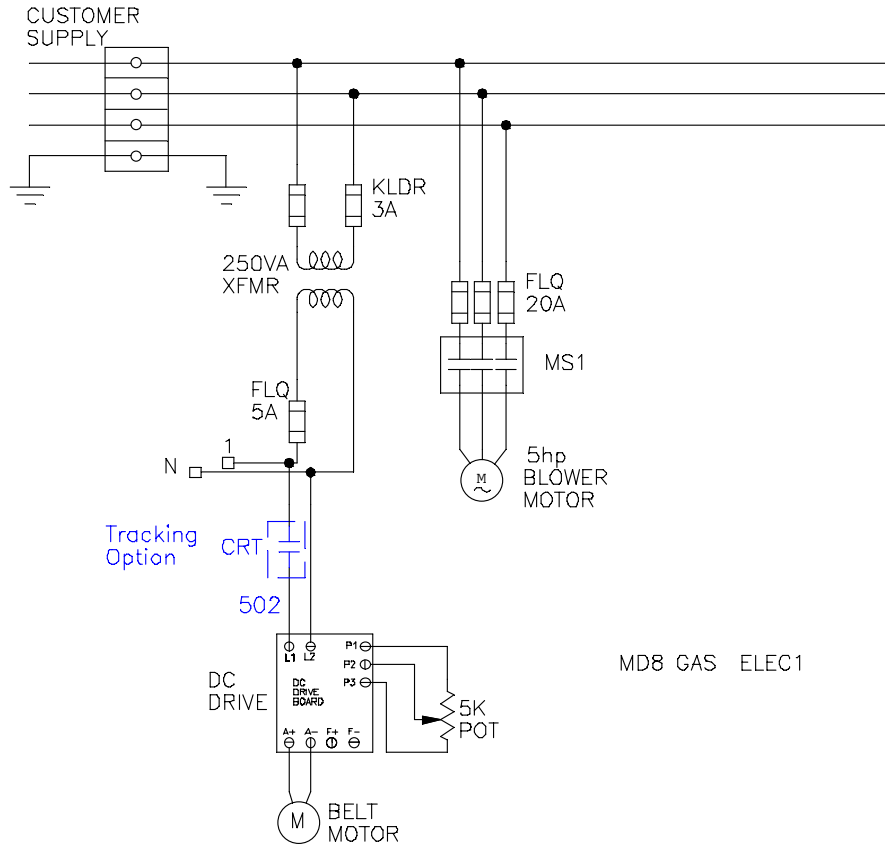 CUSTOMER
SUPPLY
KLDR
3A
250VA
XFMR
FLQ
20A
MS1
FLQ
5A
1
N
5hp
BLOWER
MOTOR
M
Tracking
Option
CRT
502
L1 L2
P1
P2
P3
DC
DRIVE
DC
DRIVE
BOARD
5K
POT
MD8 GAS ELEC1
A+ A- F+ F-
M
BELT
MOTOR